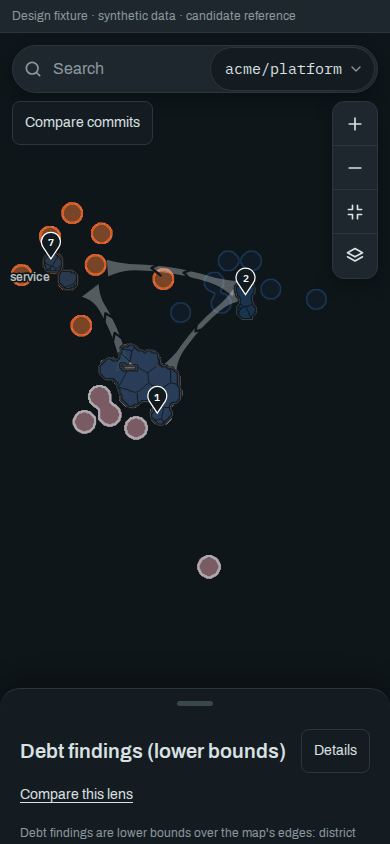 Design fixture · synthetic data · candidate reference
Search
acme/platform
Compare commits
7
service
2
1
Debt findings (lower bounds)
Details
Compare this lens
Debt findings are lower bounds over the map's edges: district